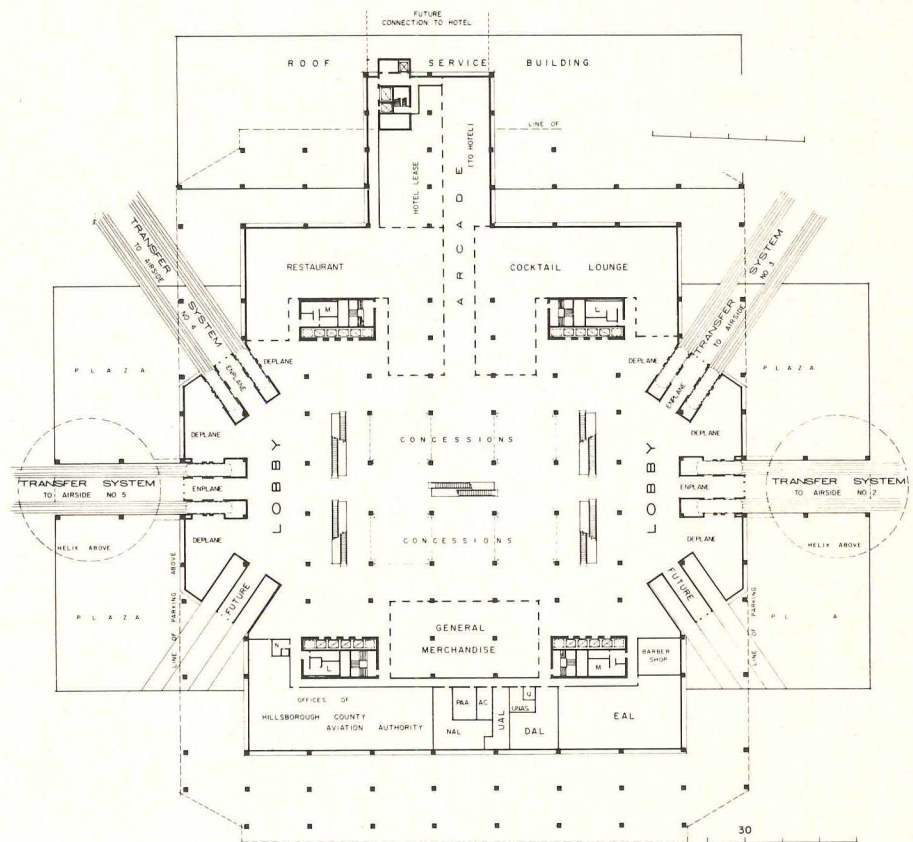 FUTURE
CONNECTION TO HOTEL
ROOF SERVICE BUILDING
LINE OF
HOTEL LEASE
ARCADE
(TO HOTEL)
TRANSFER SYSTEM
TO AIRSIDE NO 4
TRANSFER SYSTEM
TO AIRSIDE NO 3
RESTAURANT
COCKTAIL LOUNGE
M
L
DEPLANE
ENPLANE
DEPLANE
ENPLANE
PLAZA
PLAZA
DEPLANE
DEPLANE
LOBBY
CONCESSIONS
LOBBY
TRANSFER SYSTEM
TO AIRSIDE NO 5
ENPLANE
ENPLANE
TRANSFER SYSTEM
TO AIRSIDE NO 2
CONCESSIONS
HELIX ABOVE
DEPLANE
DEPLANE
HELIX ABOVE
LINE OF PARKING ABOVE
FUTURE
FUTURE
LINE OF PARKING
PLAZA
PLA A
GENERAL
MERCHANDISE
N
L
M
BARBER
SHOP
OFFICES OF
HILLSBOROUGH COUNTY
AVIATION AUTHORITY
PAA
AC
NAL
UAL
UNAS
DAL
EAL
30